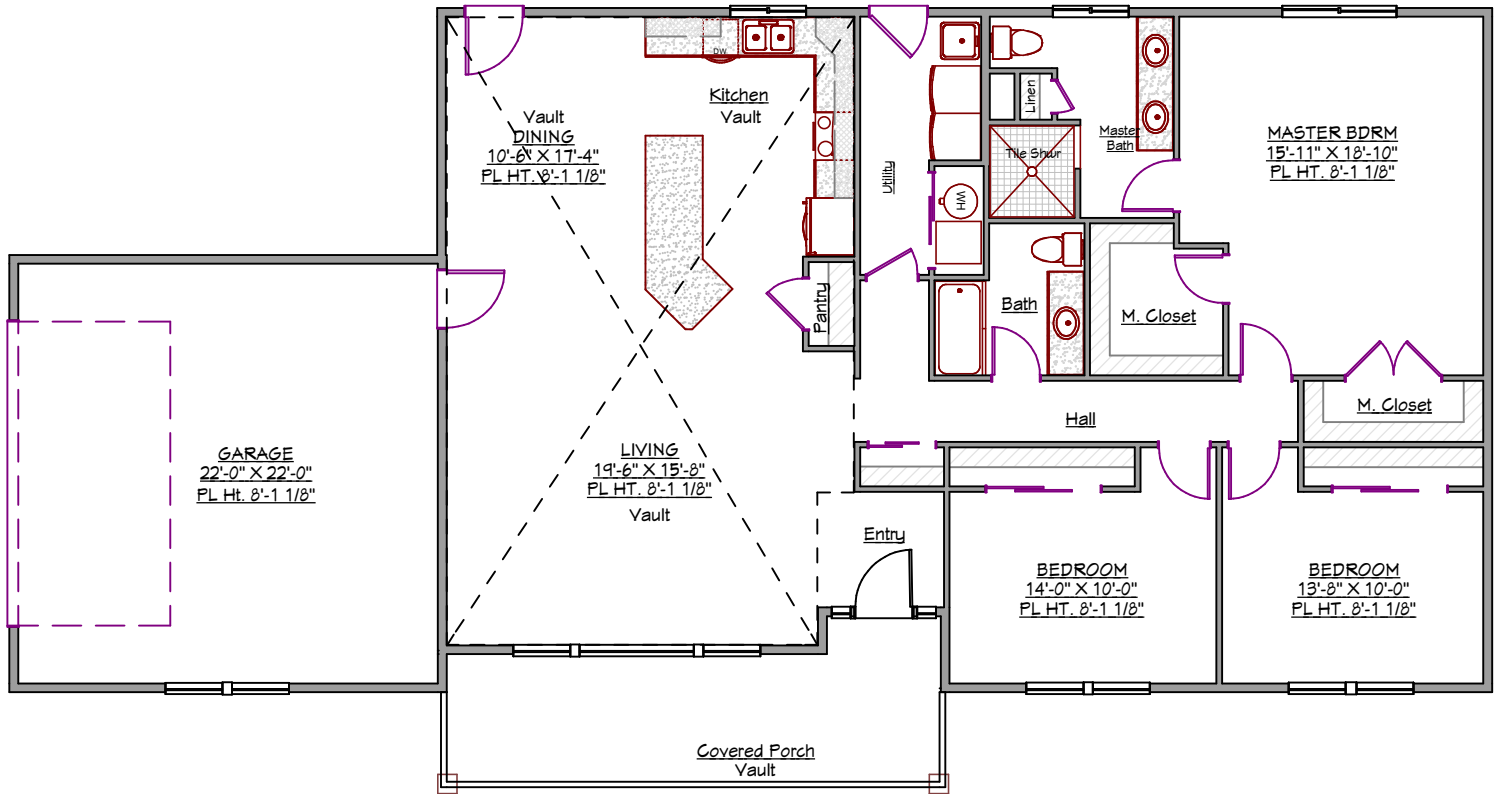 DW
Kitchen
Vault
Vault
DINING
10'-6" X 17'-4"
PL HT. 8'-1 1/8"
Utility
WH
Linen
Tile Shwr
Master
Bath
MASTER BDRM
15'-11" X 18'-10"
PL HT. 8'-1 1/8"
Pantry
Bath
M. Closet
M. Closet
Hall
GARAGE
22'-0" X 22'-0"
PL Ht. 8'-1 1/8"
LIVING
19'-6" X 15'-8"
PL HT. 8'-1 1/8"
Vault
Entry
BEDROOM
14'-0" X 10'-0"
PL HT. 8'-1 1/8"
BEDROOM
13'-8" X 10'-0"
PL HT. 8'-1 1/8"
Covered Porch
Vault